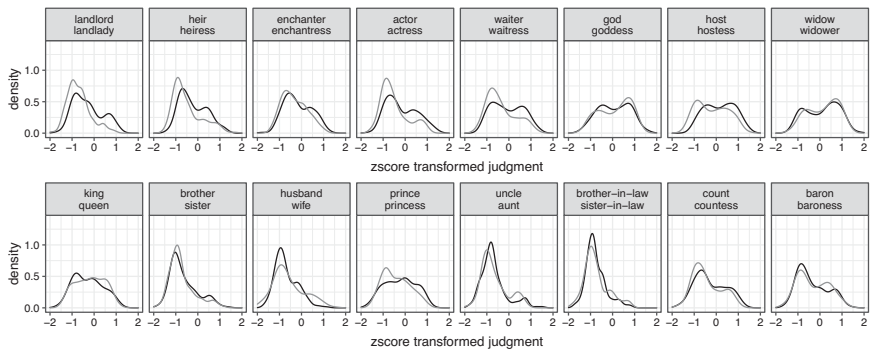 landlord heir enchanter actor waiter god host widow
landlady heiress enchantress actress waitress goddess hostess widower
1.0
density
0.5
0.0
−2 −1 0 1 2 −2 −1 0 1 2 −2 −1 0 1 2 −2 −1 0 1 2 −2 −1 0 1 2 −2 −1 0 1 2 −2 −1 0 1 2 −2 −1 0 1 2
zscore transformed judgment
king brother husband prince uncle brother−in−law count baron
queen sister wife princess aunt sister−in−law countess baroness
1.0
density
0.5
0.0
−2 −1 0 1 2 −2 −1 0 1 2 −2 −1 0 1 2 −2 −1 0 1 2 −2 −1 0 1 2 −2 −1 0 1 2 −2 −1 0 1 2 −2 −1 0 1 2
zscore transformed judgment